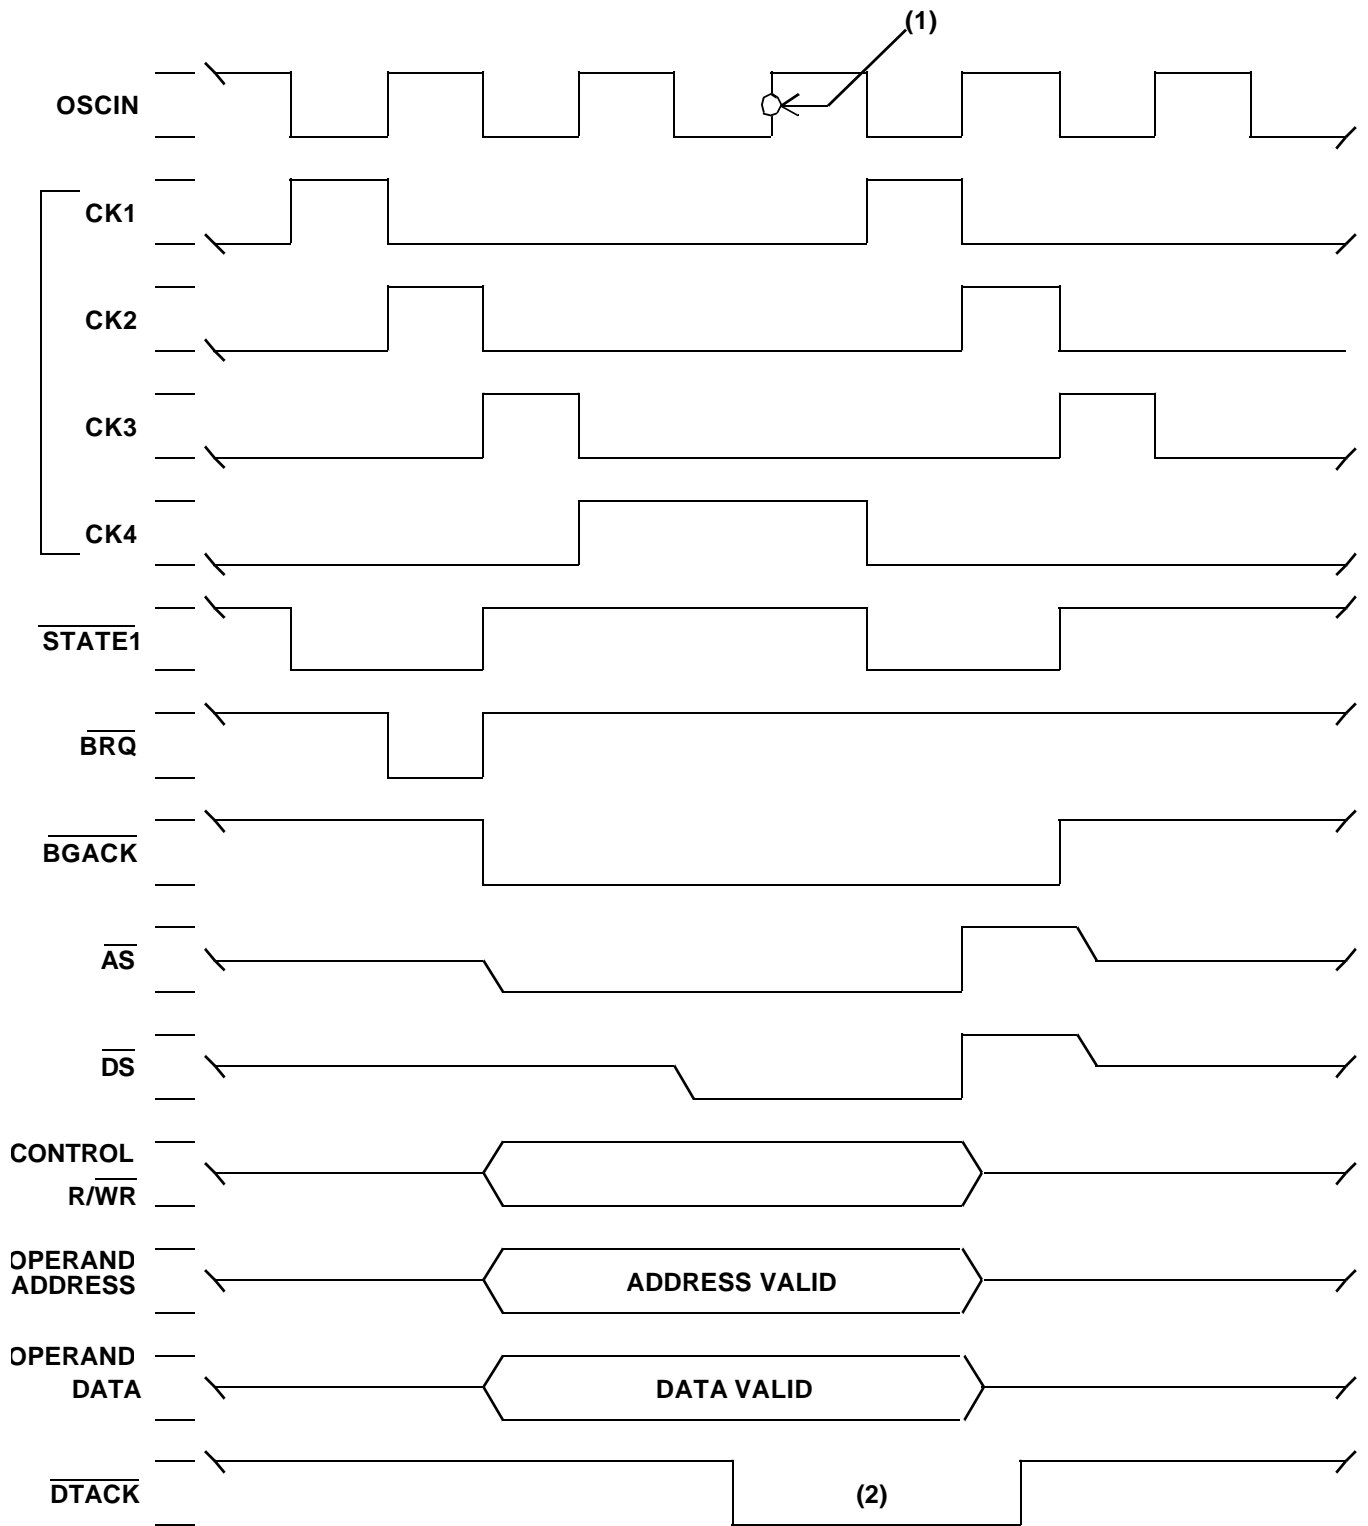 (1)
OSCIN
CK1
CK2
CK3
CK4
STATE1
BRQ
BGACK
AS
DS
CONTROL
R/WR
OPERAND
ADDRESS
ADDRESS VALID
OPERAND
DATA
DATA VALID
DTACK
(2)